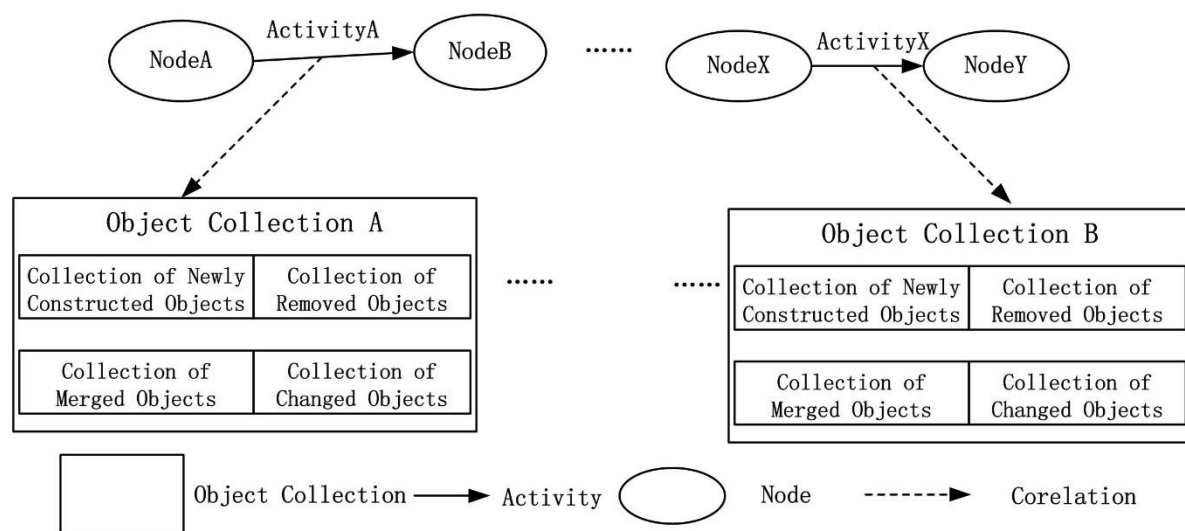 NodeA
ActivityA
NodeB
……
NodeX
ActivityX
NodeY
Object Collection A
Collection of Newly
Constructed Objects
Collection of
Removed Objects
Collection of
Merged Objects
Collection of
Changed Objects
……
……
Object Collection B
Collection of Newly
Constructed Objects
Collection of
Removed Objects
Collection of
Merged Objects
Collection of
Changed Objects
Object Collection
Activity
Node
Corelation